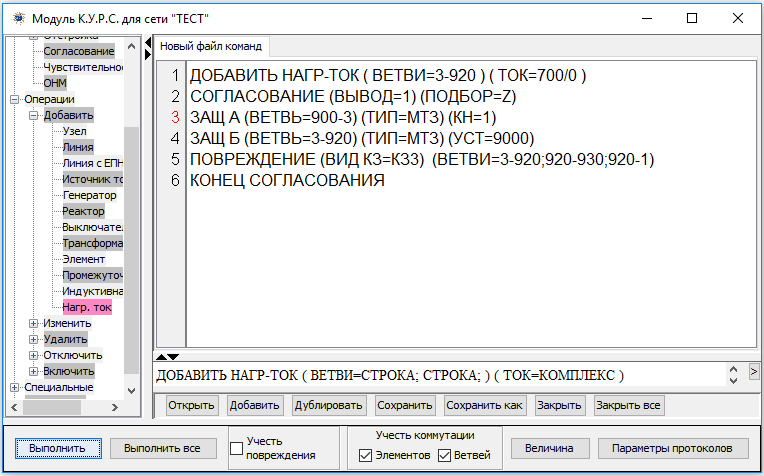 Модуль К.У.Р.С. для сети "ТЕСТ"
Согласование
Чувствительнос
ОНМ
Операции
Добавить
Узел
Линия
Линия с ЕПН
Источник то
Генератор
Реактор
Выключател
Трансформа
Элемент
Промежуточ
Индуктивна
Нагр. ток
Изменить
Удалить
Отключить
Включить
Специальные
Новый файл команд
1 ДОБАВИТЬ НАГР-ТОК ( ВЕТВИ=3-920 ) ( ТОК=700/0 )
2 СОГЛАСОВАНИЕ (ВЫВОД=1) (ПОДБОР=Z)
3 ЗАЩ А (ВЕТВЬ=900-3) (ТИП=МТЗ) (КН=1)
4 ЗАЩ Б (ВЕТВЬ=3-920) (ТИП=МТЗ) (УСТ=9000)
5 ПОВРЕЖДЕНИЕ (ВИД КЗ=КЗ3) (ВЕТВИ=3-920;920-930;920-1)
6 КОНЕЦ СОГЛАСОВАНИЯ
ДОБАВИТЬ НАГР-ТОК ( ВЕТВИ=СТРОКА; СТРОКА; ) ( ТОК=КОМПЛЕКС )
>
Открыть Добавить Дублировать Сохранить Сохранить как Закрыть Закрыть все
Выполнить Выполнить все
Учесть
повреждения
Учесть коммутации
Элементов Ветвей
Величина Параметры протоколов